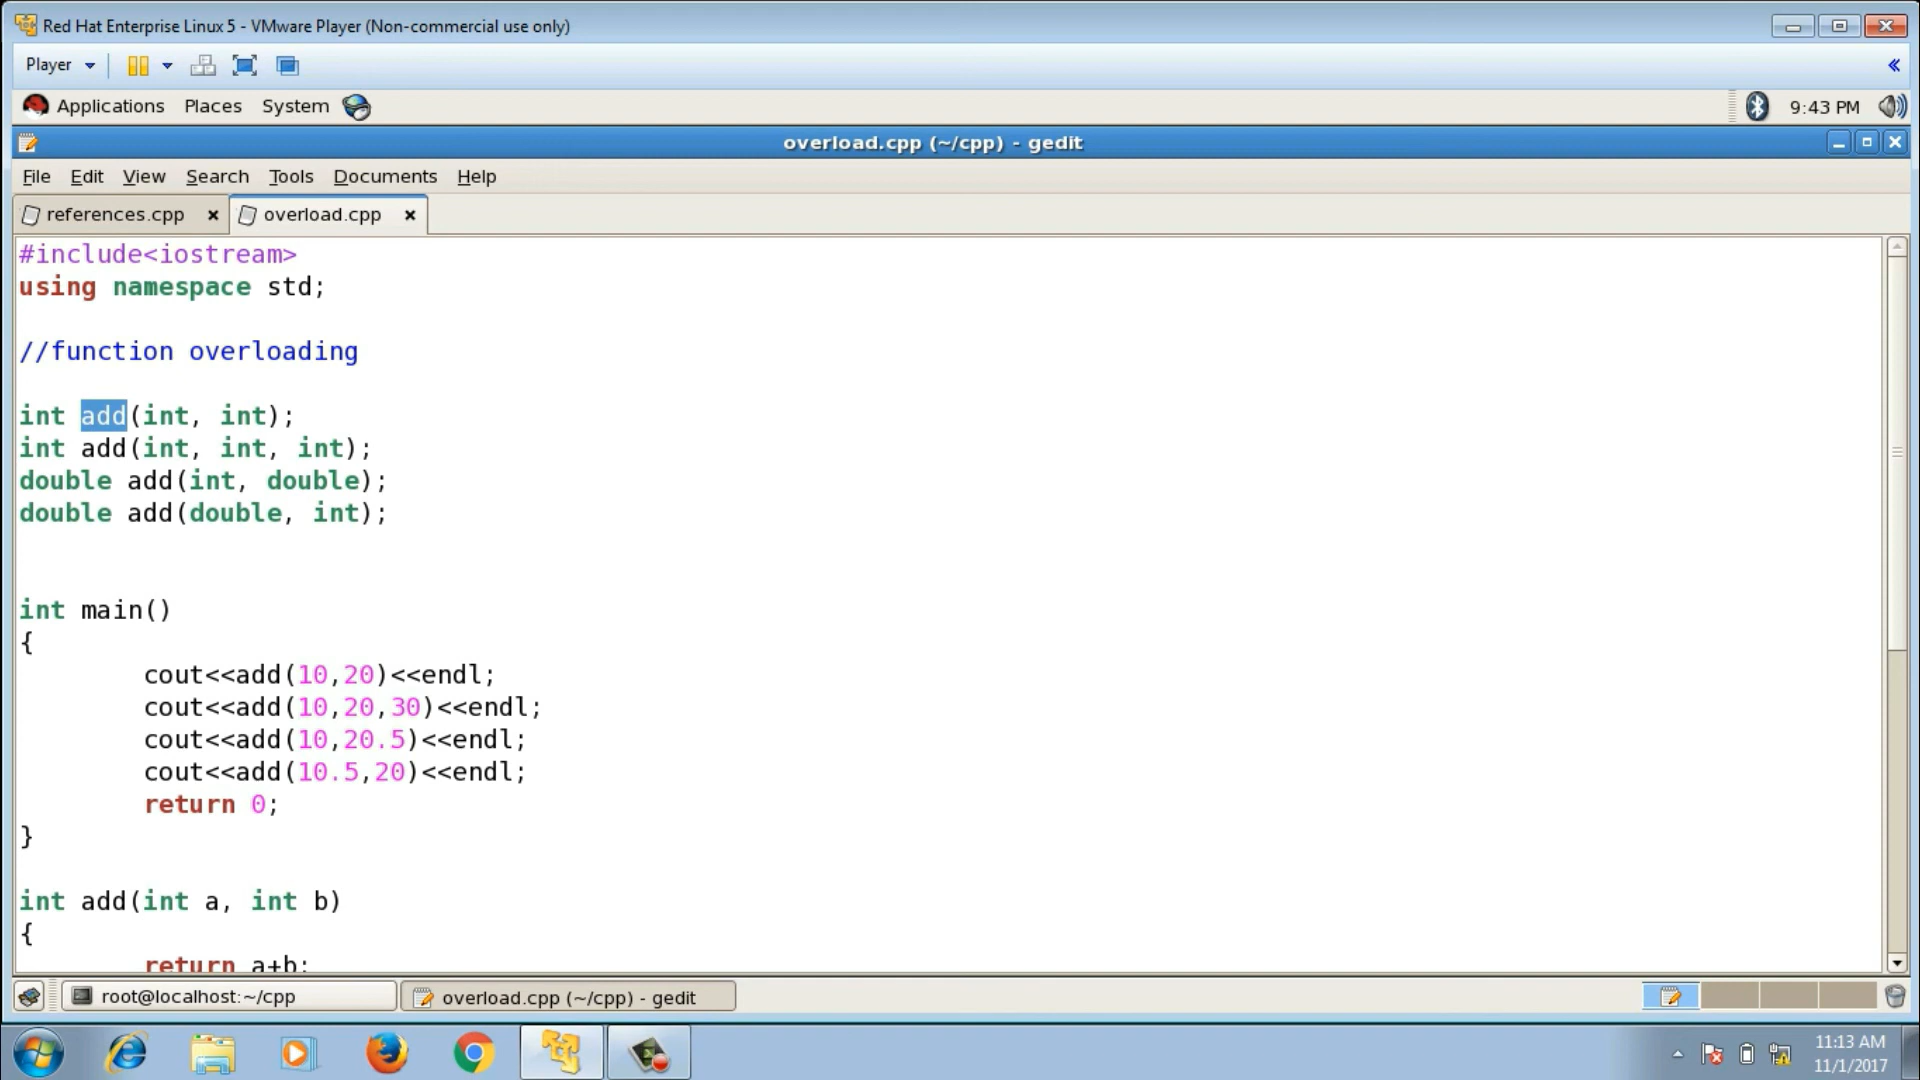 Red Hat Enterprise Linux 5 - VMware Player (Non-commercial use only)
Player
Applications Places System
9:43 PM
overload.cpp (~/cpp) - gedit
File Edit View Search Tools Documents Help
references.cpp
overload.cpp
#include<iostream>
using namespace std;
//function overloading
int add(int, int);
int add(int, int, int);
double add(int, double);
double add(double, int);
int main()
{
cout<<add(10,20)<<endl;
cout<<add(10,20,30)<<endl;
cout<<add(10,20.5)<<endl;
cout<<add(10.5,20)<<endl;
return 0;
}
int add(int a, int b)
{
return a+b;
root@localhost:~/cpp
overload.cpp (~/cpp) - gedit
11:13 AM
11/1/2017